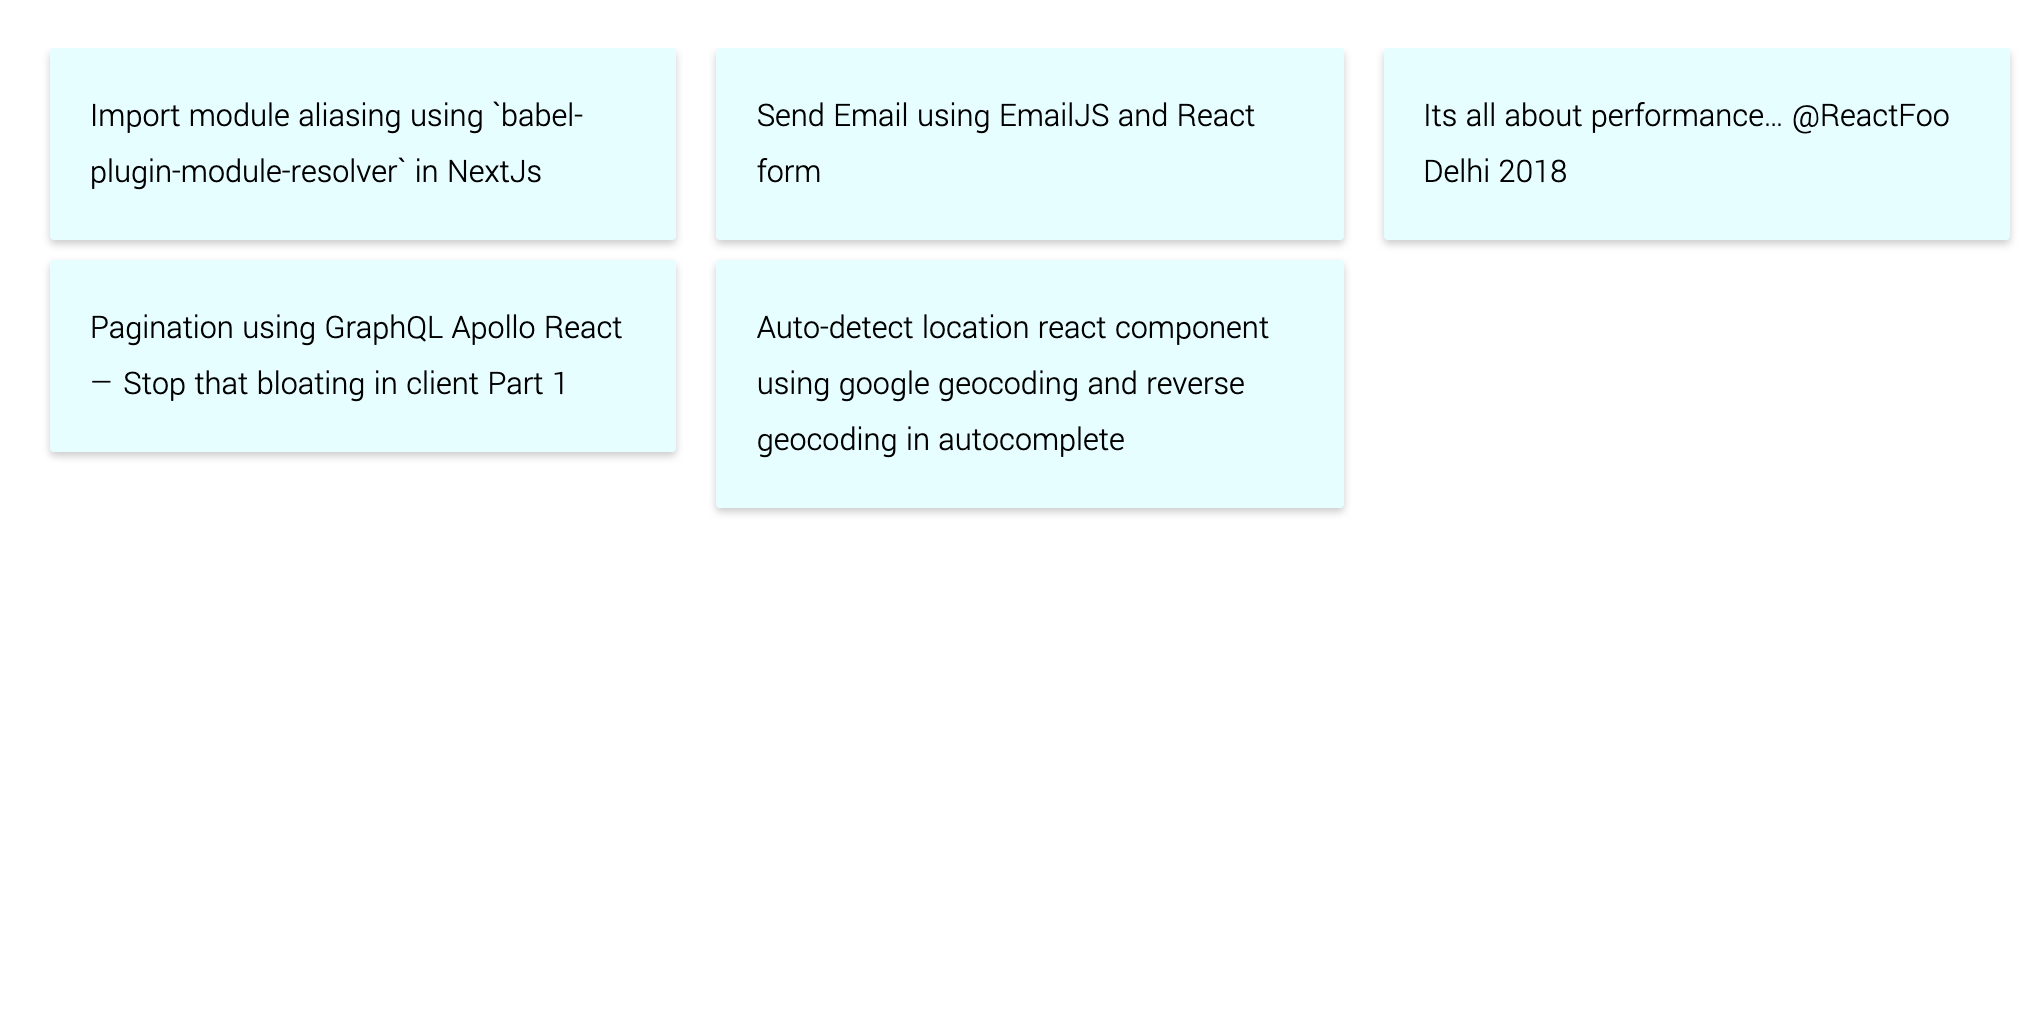 Import module aliasing using `babel-
plugin-module-resolver` in NextJs
Send Email using EmailJS and React
form
Its all about performance... @ReactFoo
Delhi 2018
Pagination using GraphQL Apollo React
— Stop that bloating in client Part 1
Auto-detect location react component
using google geocoding and reverse
geocoding in autocomplete